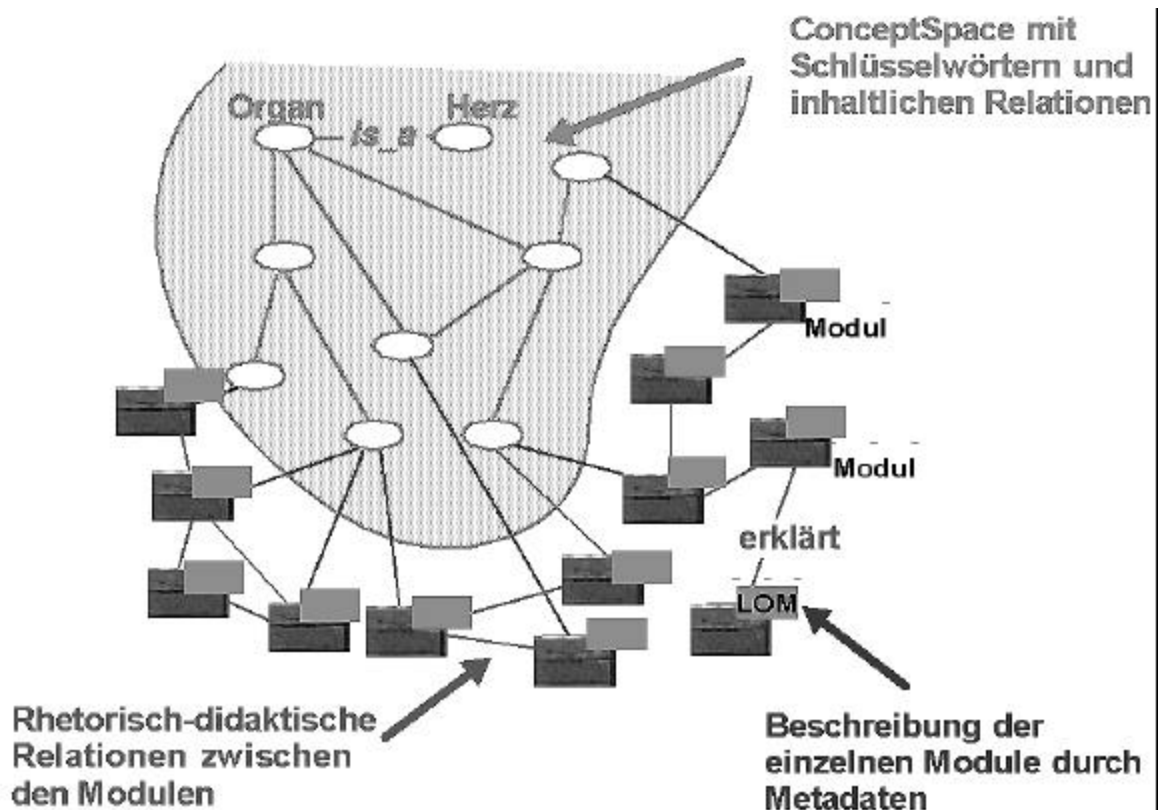 ConceptSpace mit
Schlüsselwörtern und
inhaltlichen Relationen
Organ
is_a
Herz
Modul
Modul
erklärt
LOM
Rhetorisch-didaktische
Relationen zwischen
den Modulen
Beschreibung der
einzelnen Module durch
Metadaten